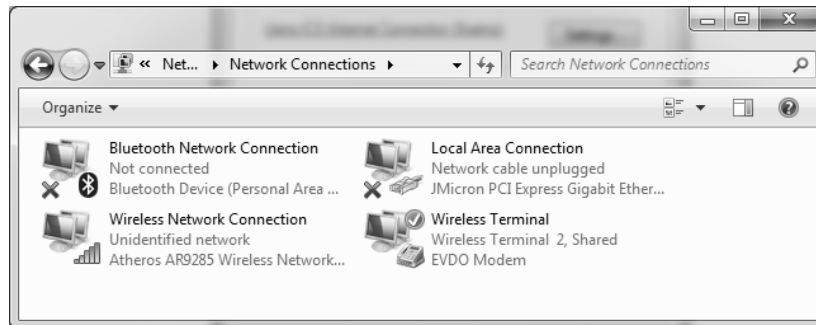 Net... Network Connections
Search Network Connections
Organize
Bluetooth Network Connection
Not connected
Bluetooth Device (Personal Area ...
Local Area Connection
Network cable unplugged
JMicron PCI Express Gigabit Ether...
Wireless Network Connection
Unidentified network
Atheros AR9285 Wireless Network...
Wireless Terminal
Wireless Terminal 2, Shared
EVDO Modem